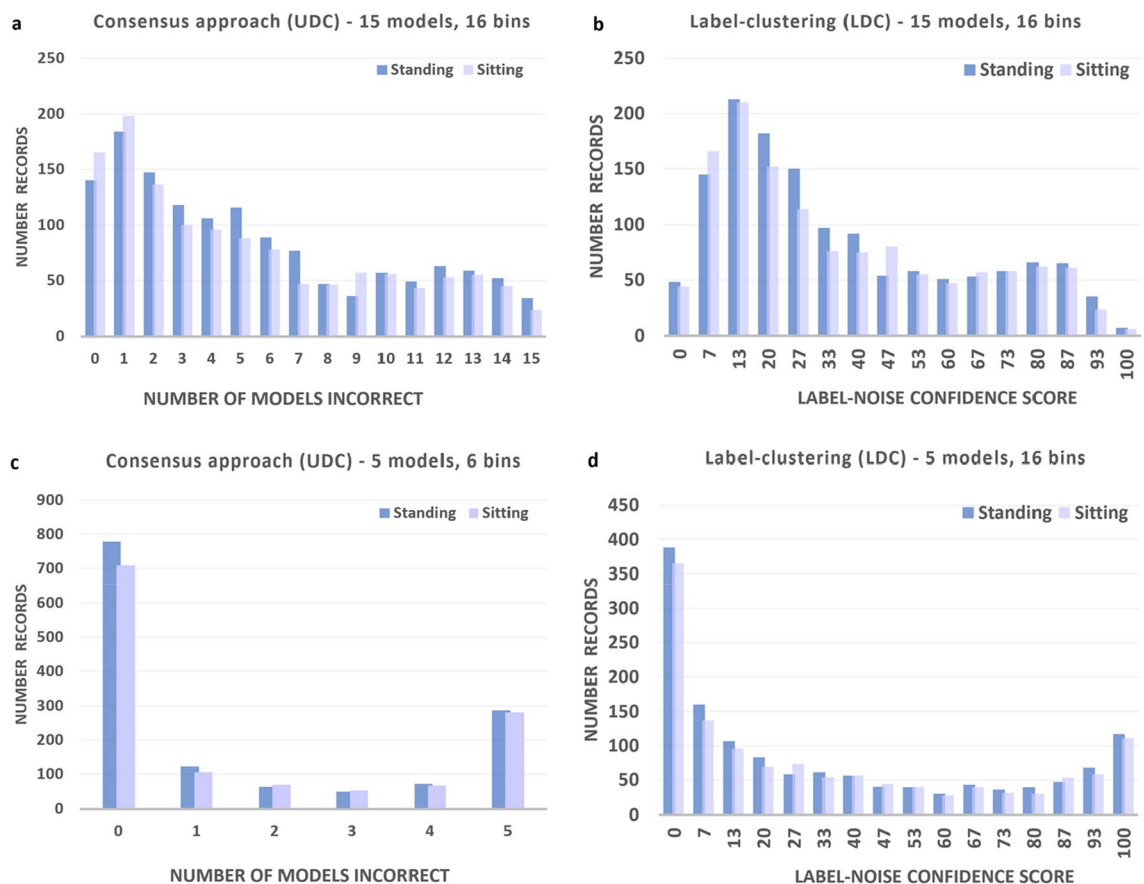 a
Consensus approach (UDC) - 15 models, 16 bins
Standing Sitting
250
200
150
100
50
0
NUMBER RECORDS
0 1 2 3 4 5 6 7 8 9 10 11 12 13 14 15
NUMBER OF MODELS INCORRECT
b
Label-clustering (LDC) - 15 models, 16 bins
Standing Sitting
250
200
150
100
50
0
NUMBER RECORDS
0 7 13 20 27 33 40 47 53 60 67 73 80 87 93 100
LABEL-NOISE CONFIDENCE SCORE
c
Consensus approach (UDC) - 5 models, 6 bins
Standing Sitting
900
800
700
600
500
400
300
200
100
0
NUMBER RECORDS
0 1 2 3 4 5
NUMBER OF MODELS INCORRECT
d
Label-clustering (LDC) - 5 models, 16 bins
Standing Sitting
450
400
350
300
250
200
150
100
50
0
NUMBER RECORDS
0 7 13 20 27 33 40 47 53 60 67 73 80 87 93 100
LABEL-NOISE CONFIDENCE SCORE